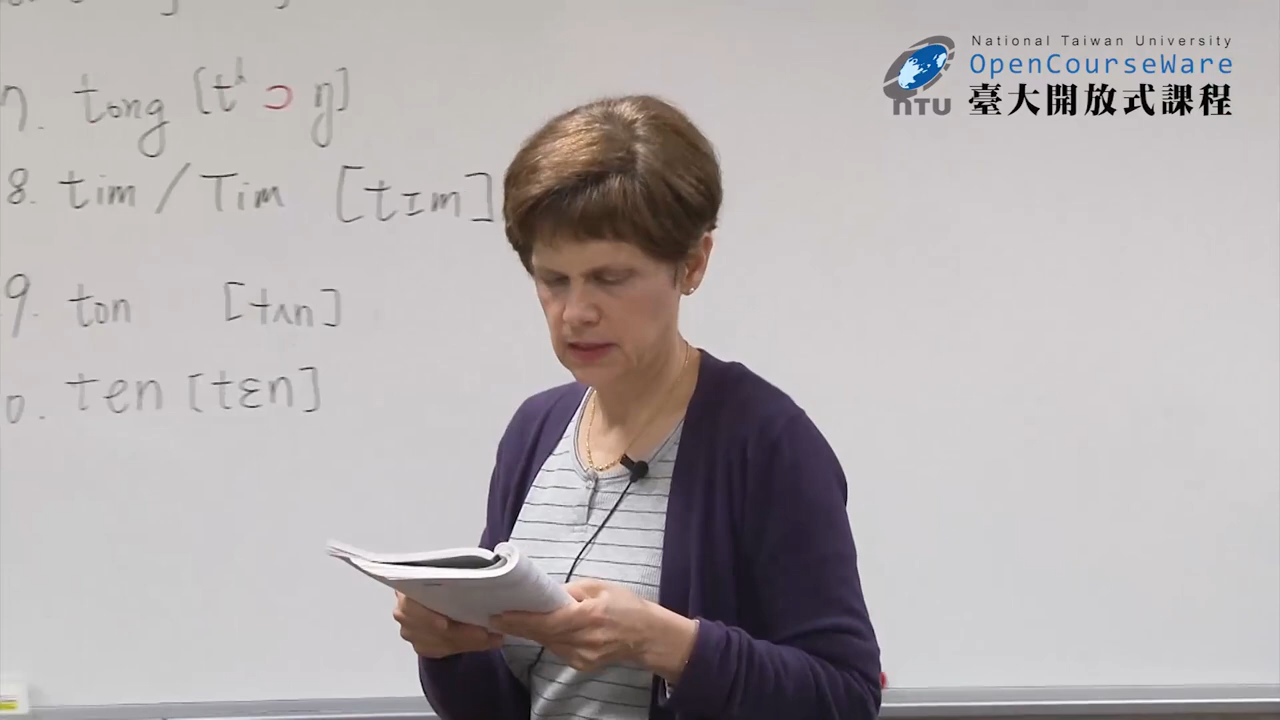 National Taiwan University
OpenCourseWare
臺大開放式課程
NTU
7. tong [tʰ ɔ ŋ]
8. tim / Tim [tɪm]
9. ton [tʌn]
0. ten [tɛn]